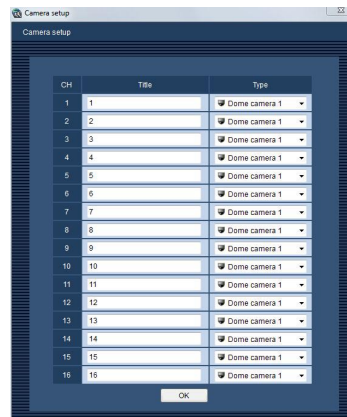 Camera setup
Camera setup
CH Title Type
1 1 Dome camera 1
2 2 Dome camera 1
3 3 Dome camera 1
4 4 Dome camera 1
5 5 Dome camera 1
6 6 Dome camera 1
7 7 Dome camera 1
8 8 Dome camera 1
9 9 Dome camera 1
10 10 Dome camera 1
11 11 Dome camera 1
12 12 Dome camera 1
13 13 Dome camera 1
14 14 Dome camera 1
15 15 Dome camera 1
16 16 Dome camera 1
OK